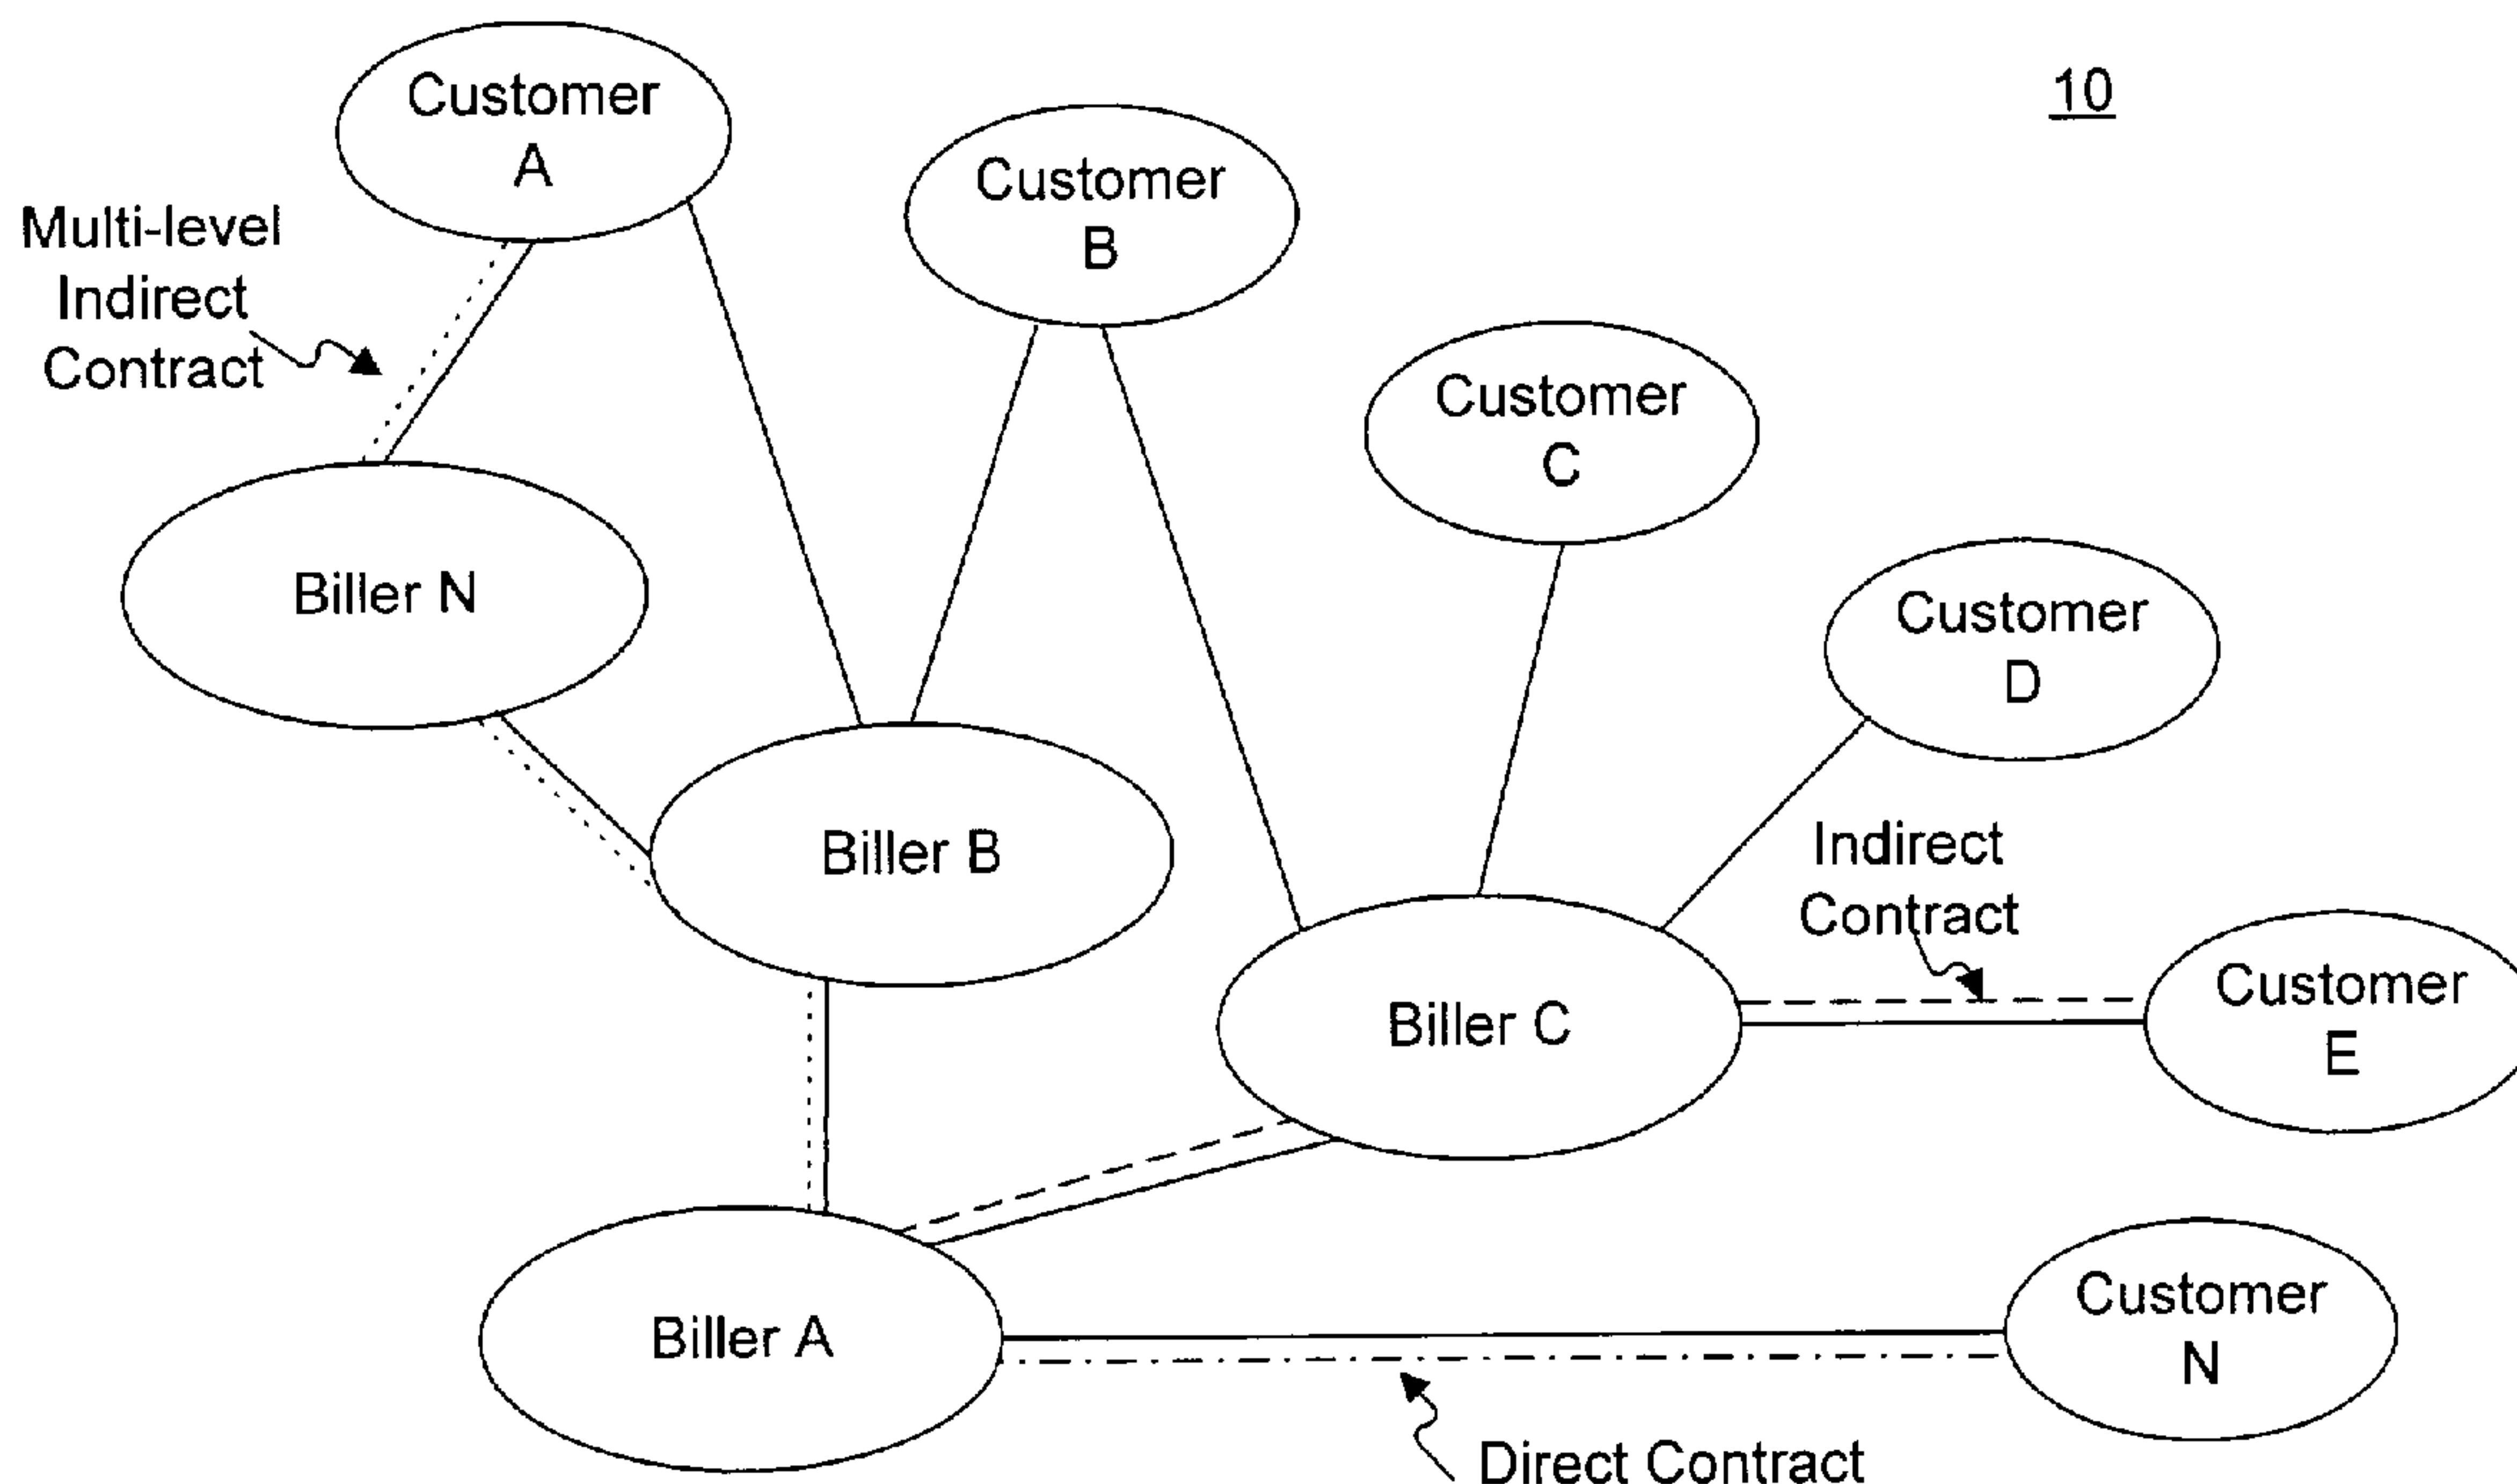 Customer
A
10
Customer
B
Multi-level
Indirect
Contract
Customer
C
Biller N
Customer
D
Biller B
Indirect
Contract
Customer
E
Biller C
Customer
N
Biller A
Direct Contract